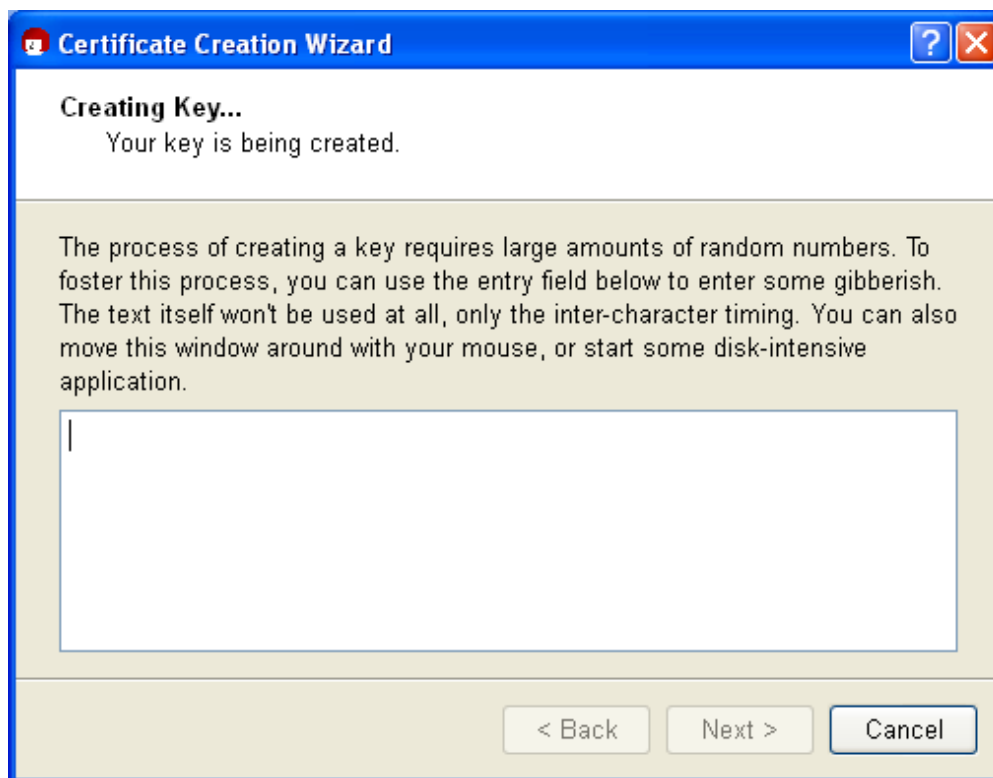 Certificate Creation Wizard
Creating Key...
Your key is being created.
The process of creating a key requires large amounts of random numbers. To
foster this process, you can use the entry field below to enter some gibberish.
The text itself won't be used at all, only the inter-character timing. You can also
move this window around with your mouse, or start some disk-intensive
application.
< Back Next > Cancel